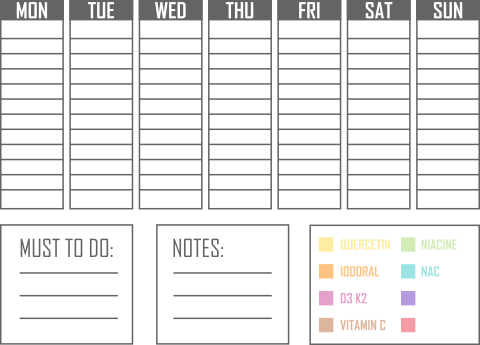 MON TUE WED THU FRI SAT SUN
MUST TO DO:
NOTES:
QUERCETIN NIACINE
IODORAL NAC
D3 K2
VITAMIN C